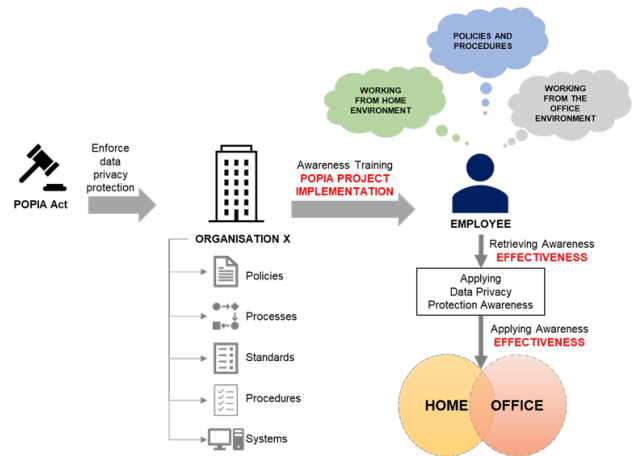 POLICIES AND
PROCEDURES
WORKING
FROM HOME
ENVIRONMENT
WORKING
FROM THE
OFFICE
ENVIRONMENT
Enforce
data
privacy
protection
POPIA Act
Awareness Training
POPIA PROJECT
IMPLEMENTATION
ORGANISATION X
EMPLOYEE
Policies
Processes
Standards
Procedures
Systems
Retrieving Awareness
EFFECTIVENESS
Applying
Data Privacy
Protection Awareness
Applying Awareness
EFFECTIVENESS
HOME
OFFICE